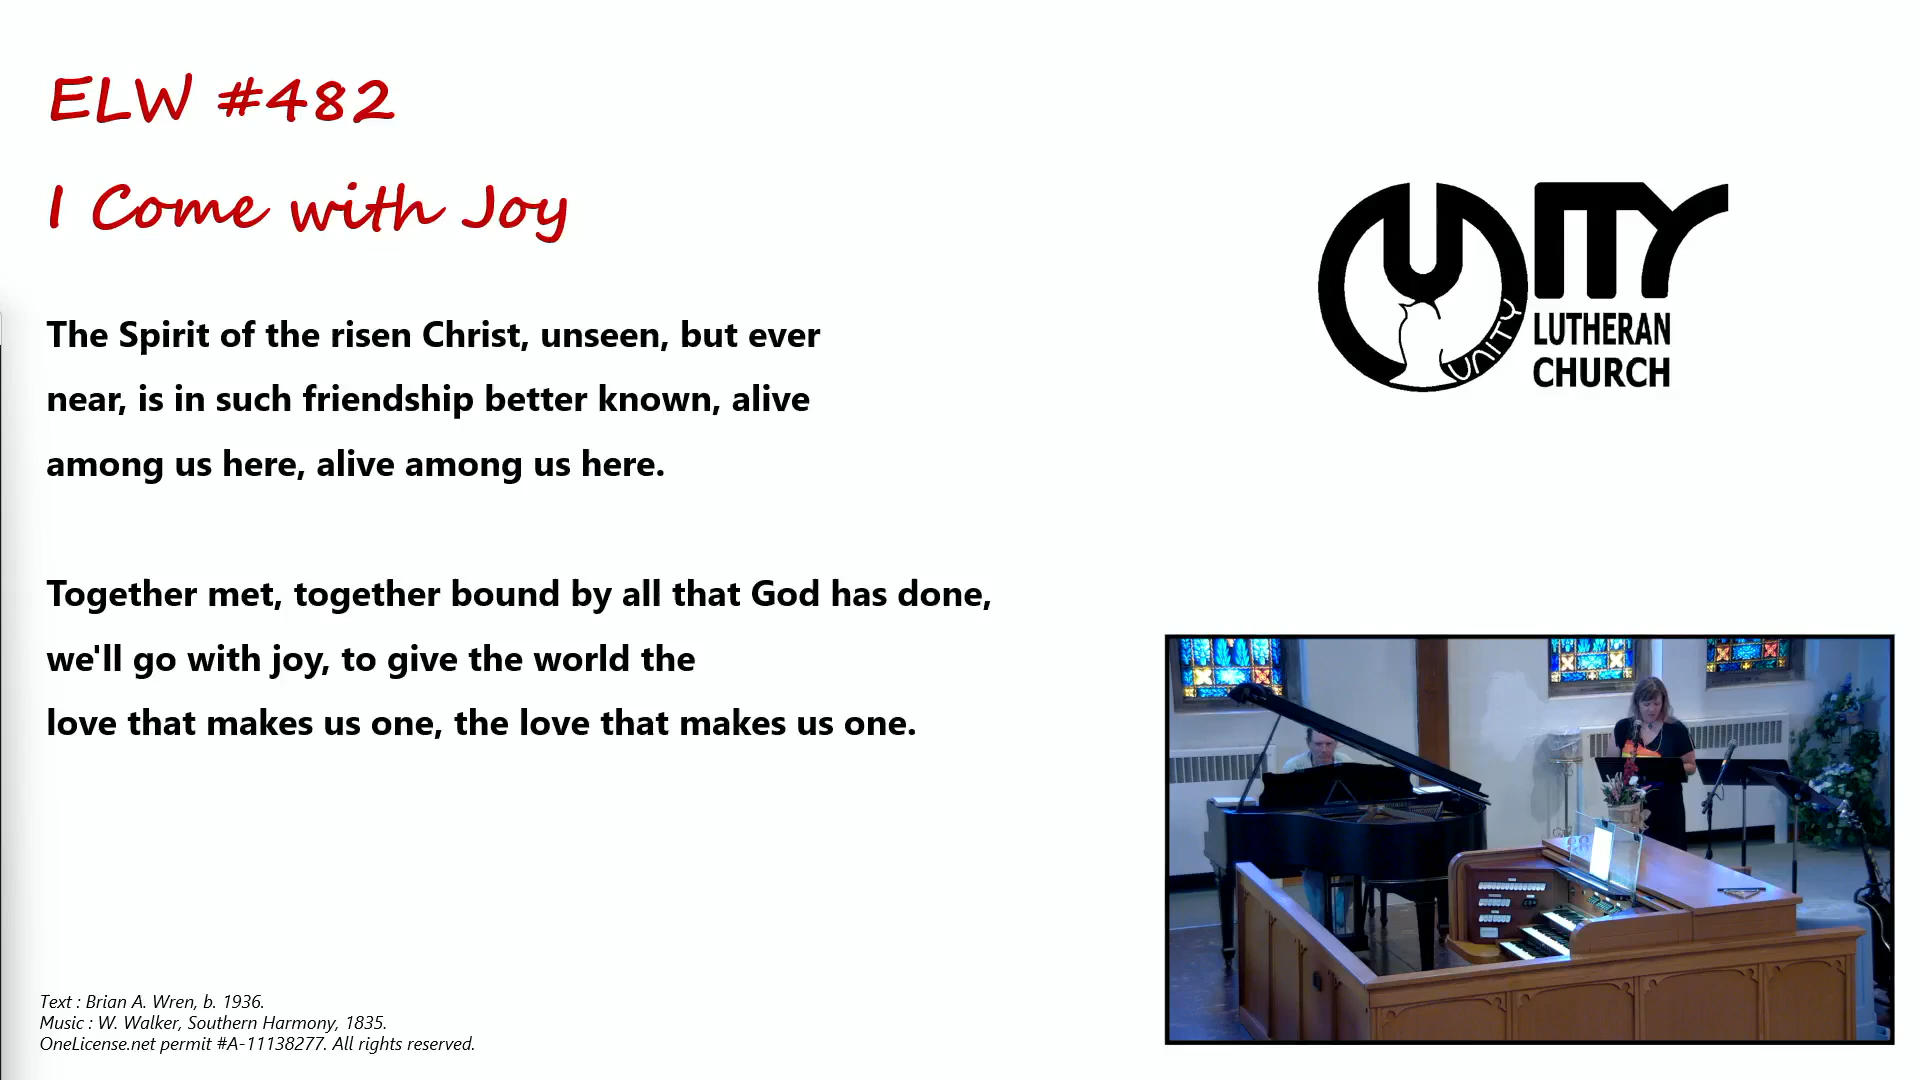 ELW #482
I Come with Joy
The Spirit of the risen Christ, unseen, but ever
near, is in such friendship better known, alive
among us here, alive among us here.
Together met, together bound by all that God has done,
we'll go with joy, to give the world the
love that makes us one, the love that makes us one.
Text : Brian A. Wren, b. 1936.
Music : W. Walker, Southern Harmony, 1835.
OneLicense.net permit #A-11138277. All rights reserved.
UNITY
UNITY
LUTHERAN
CHURCH